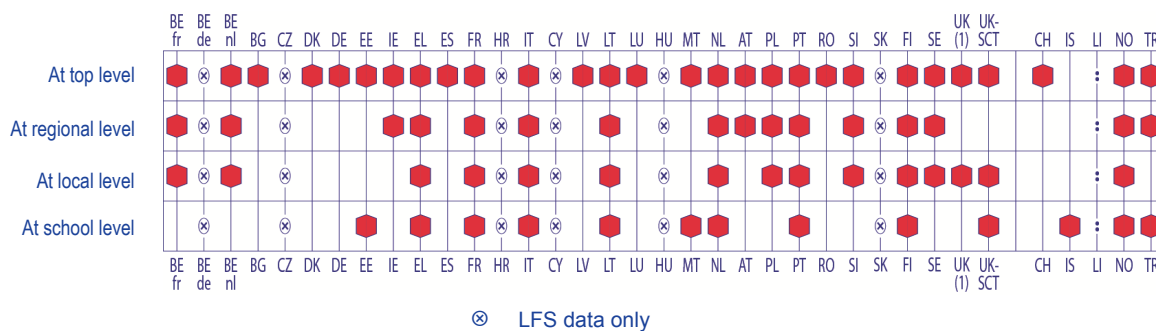 BE fr BE de BE nl BG CZ DK DE EE IE EL ES FR HR IT CY LV LT LU HU MT NL AT PL PT RO SI SK FI SE UK (1) UK-SCT CH IS LI NO TR
At top level
At regional level
At local level
At school level
BE fr BE de BE nl BG CZ DK DE EE IE EL ES FR HR IT CY LV LT LU HU MT NL AT PL PT RO SI SK FI SE UK (1) UK-SCT CH IS LI NO TR
⊗ LFS data only